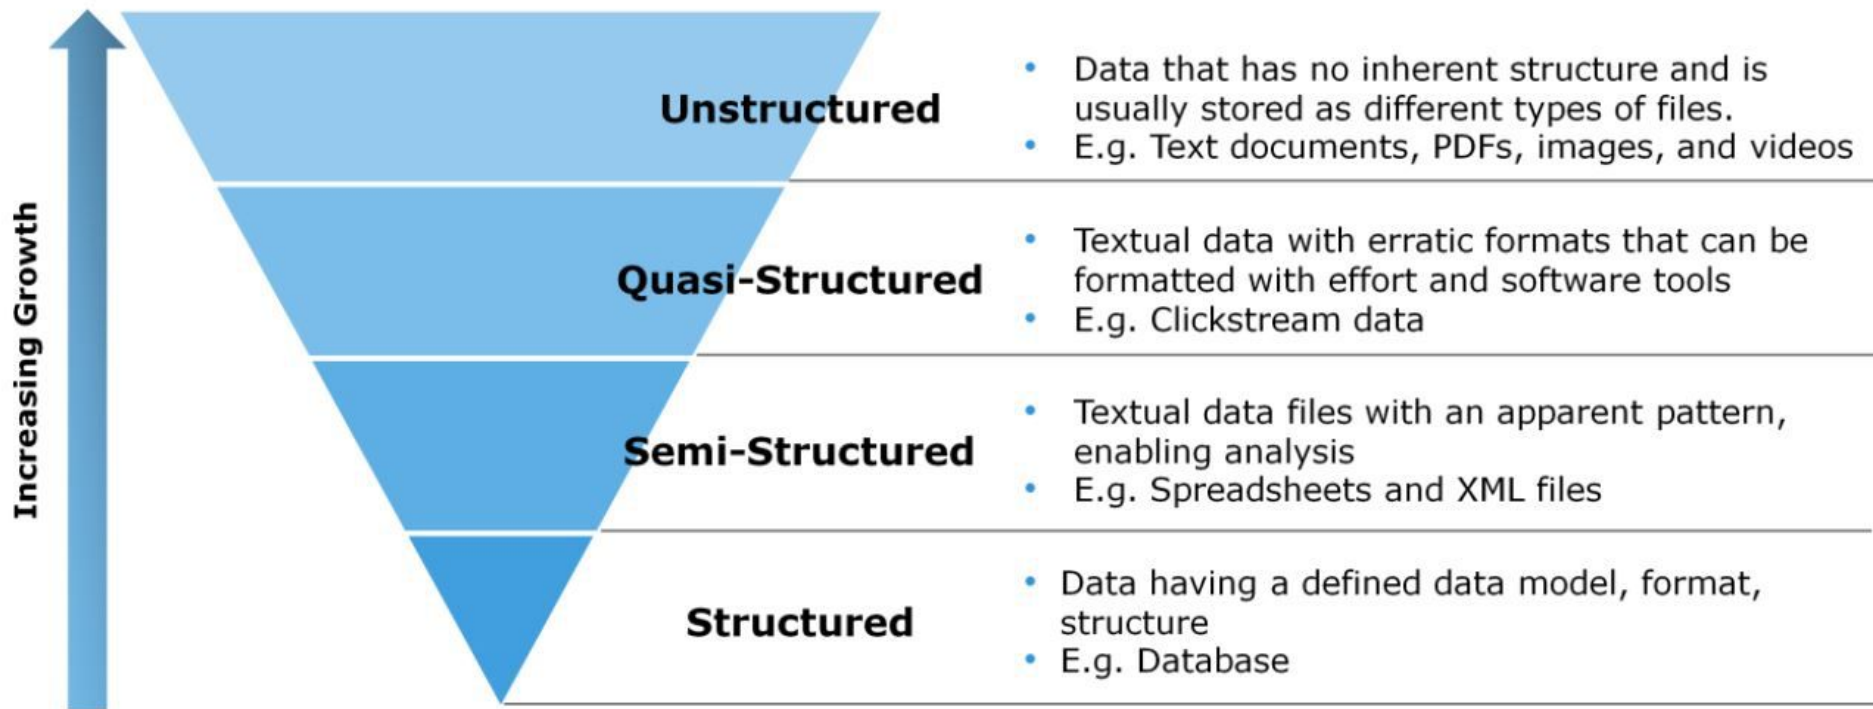 Increasing Growth
Unstructured
• Data that has no inherent structure and is
usually stored as different types of files.
• E.g. Text documents, PDFs, images, and videos
Quasi-Structured
• Textual data with erratic formats that can be
formatted with effort and software tools
• E.g. Clickstream data
Semi-Structured
• Textual data files with an apparent pattern,
enabling analysis
• E.g. Spreadsheets and XML files
Structured
• Data having a defined data model, format,
structure
• E.g. Database